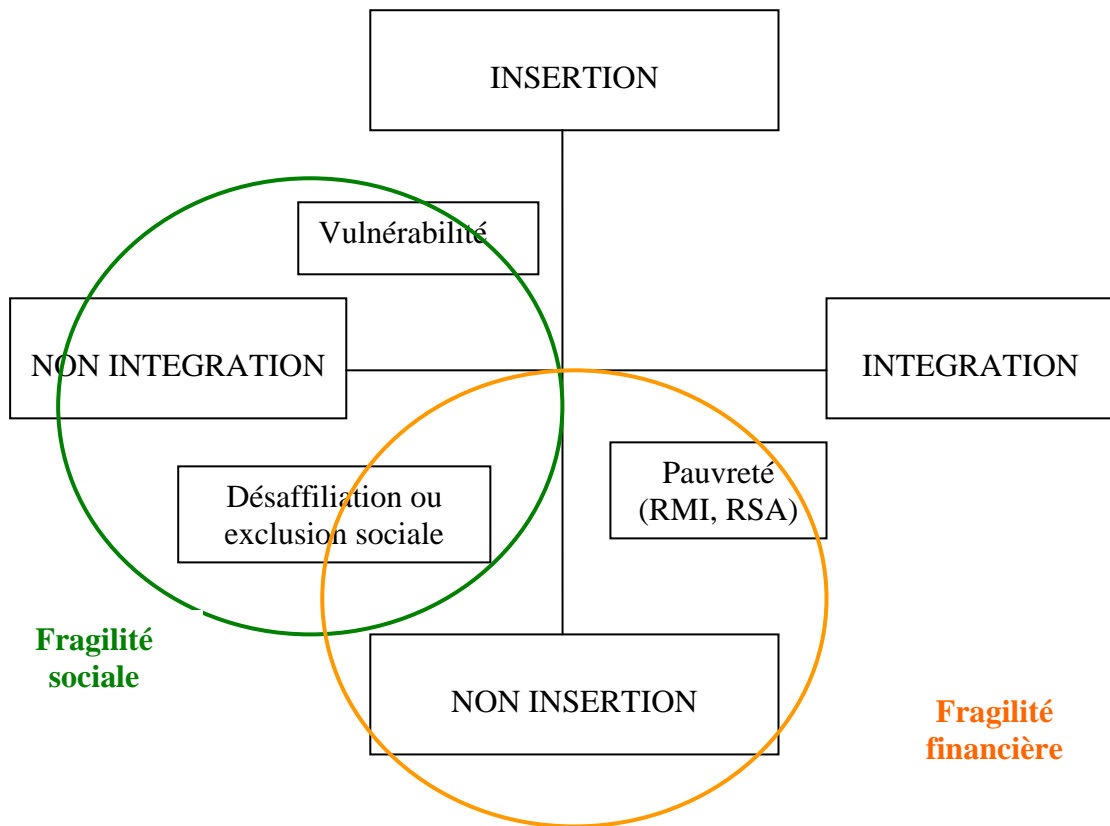 INSERTION
Vulnérabilité
NON INTEGRATION
INTEGRATION
Pauvreté
(RMI, RSA)
Désaffiliation ou
exclusion sociale
Fragilité
sociale
NON INSERTION
Fragilité
financière